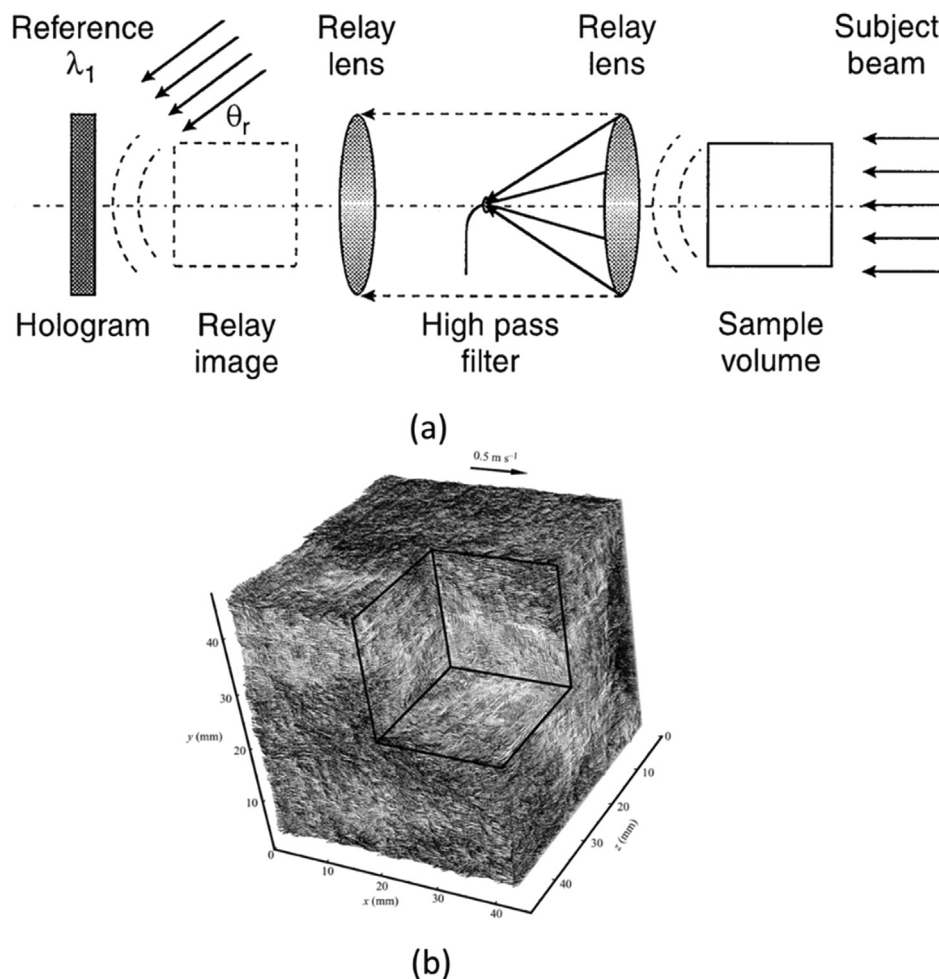 Reference
λ1
Relay
lens
Relay
lens
Subject
beam
θr
Hologram
Relay
image
High pass
filter
Sample
volume
(a)
0.5 m s⁻¹
40
30
20
10
y (mm)
0
10
20
30
40
x (mm)
0
10
20
30
40
z (mm)
(b)